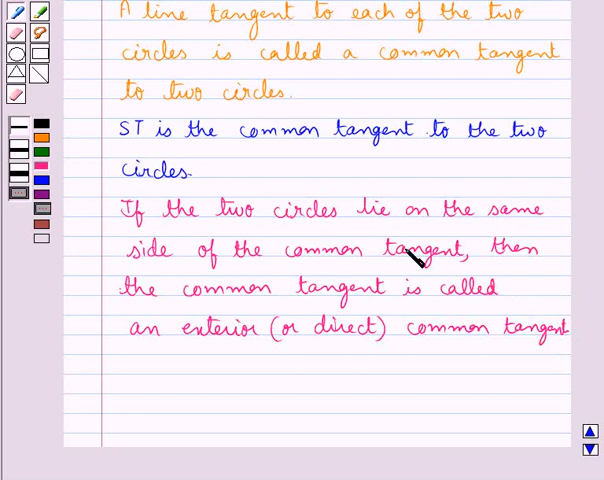 A line tangent to each of the two
circles is called a common tangent
to two circles.
ST is the common tangent to the two
circles.
If the two circles lie on the same
side of the common tangent, then
the common tangent is called
an exterior (or direct) common tangent